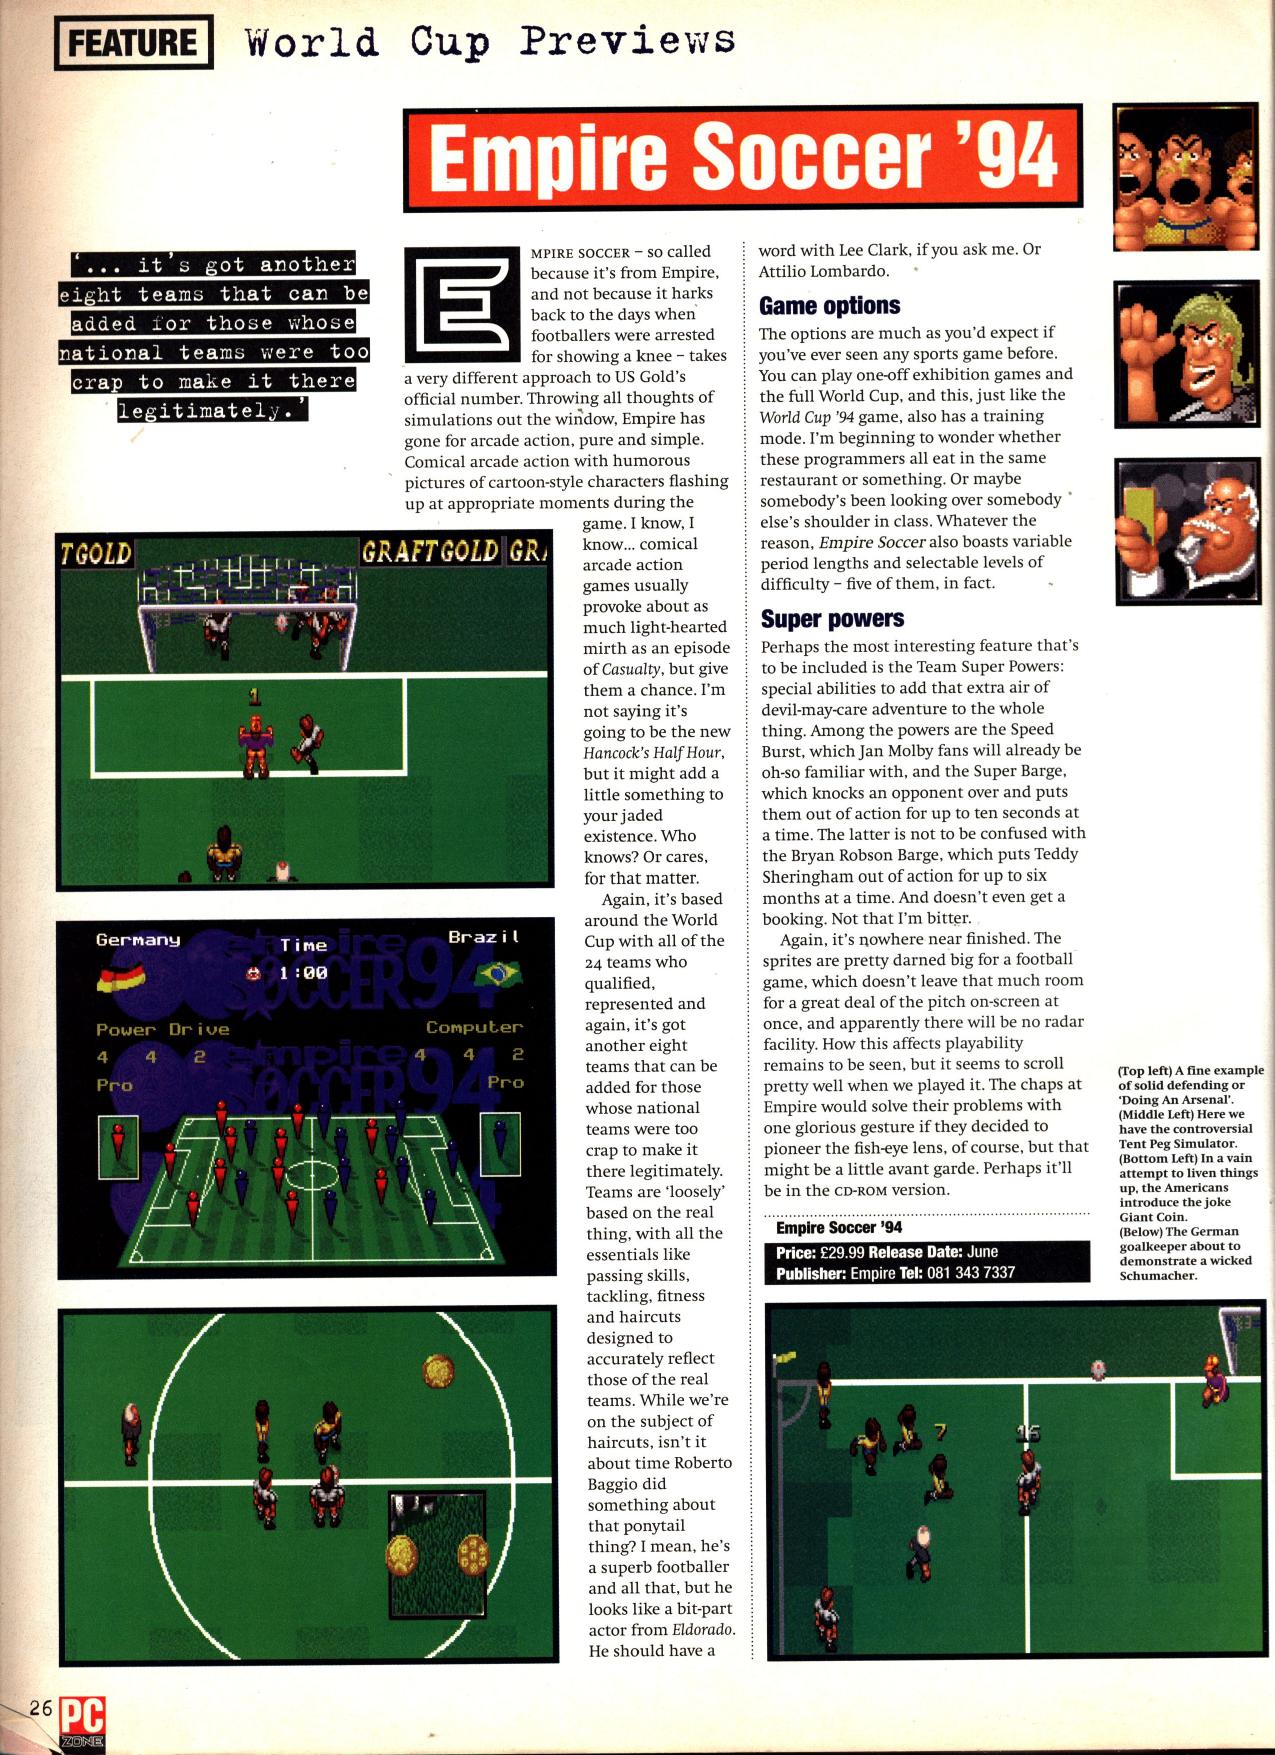 FEATURE
World Cup Previews
Empire Soccer ’94
‘... it’s got another
eight teams that can be
added for those whose
national teams were too
crap to make it there
legitimately.’
E
MPIRE SOCCER – so called
because it’s from Empire,
and not because it harks
back to the days when
footballers were arrested
for showing a knee – takes
a very different approach to US Gold’s
official number. Throwing all thoughts of
simulations out the window, Empire has
gone for arcade action, pure and simple.
Comical arcade action with humorous
pictures of cartoon-style characters flashing
up at appropriate moments during the
game. I know, I
know... comical
arcade action
games usually
provoke about as
much light-hearted
mirth as an episode
of Casualty, but give
them a chance. I’m
not saying it’s
going to be the new
Hancock’s Half Hour,
but it might add a
little something to
your jaded
existence. Who
knows? Or cares,
for that matter.
Again, it’s based
around the World
Cup with all of the
24 teams who
qualified,
represented and
again, it’s got
another eight
teams that can be
added for those
whose national
teams were too
crap to make it
there legitimately.
Teams are ‘loosely’
based on the real
thing, with all the
essentials like
passing skills,
tackling, fitness
and haircuts
designed to
accurately reflect
those of the real
teams. While we’re
on the subject of
haircuts, isn’t it
about time Roberto
Baggio did
something about
that ponytail
thing? I mean, he’s
a superb footballer
and all that, but he
looks like a bit-part
actor from Eldorado.
He should have a
word with Lee Clark, if you ask me. Or
Attilio Lombardo.
Game options
The options are much as you’d expect if
you’ve ever seen any sports game before.
You can play one-off exhibition games and
the full World Cup, and this, just like the
World Cup ’94 game, also has a training
mode. I’m beginning to wonder whether
these programmers all eat in the same
restaurant or something. Or maybe
somebody’s been looking over somebody
else’s shoulder in class. Whatever the
reason, Empire Soccer also boasts variable
period lengths and selectable levels of
difficulty – five of them, in fact.
Super powers
Perhaps the most interesting feature that’s
to be included is the Team Super Powers:
special abilities to add that extra air of
devil-may-care adventure to the whole
thing. Among the powers are the Speed
Burst, which Jan Molby fans will already be
oh-so familiar with, and the Super Barge,
which knocks an opponent over and puts
them out of action for up to ten seconds at
a time. The latter is not to be confused with
the Bryan Robson Barge, which puts Teddy
Sheringham out of action for up to six
months at a time. And doesn’t even get a
booking. Not that I’m bitter.
Again, it’s nowhere near finished. The
sprites are pretty darned big for a football
game, which doesn’t leave that much room
for a great deal of the pitch on-screen at
once, and apparently there will be no radar
facility. How this affects playability
remains to be seen, but it seems to scroll
pretty well when we played it. The chaps at
Empire would solve their problems with
one glorious gesture if they decided to
pioneer the fish-eye lens, of course, but that
might be a little avant garde. Perhaps it’ll
be in the CD-ROM version.
Empire Soccer ’94
Price: £29.99 Release Date: June
Publisher: Empire Tel: 081 343 7337
(Top left) A fine example
of solid defending or
‘Doing An Arsenal’.
(Middle Left) Here we
have the controversial
Tent Peg Simulator.
(Bottom Left) In a vain
attempt to liven things
up, the Americans
introduce the joke
Giant Coin.
(Below) The German
goalkeeper about to
demonstrate a wicked
Schumacher.
TGOLD GRAFTGOLD GRA
1
Germany Time Brazil
1:00
empire
SOCCER94
Power Drive Computer
4 4 2 4 4 2
Pro Pro
empire
SOCCER94
7 16
26 PC
ZONE